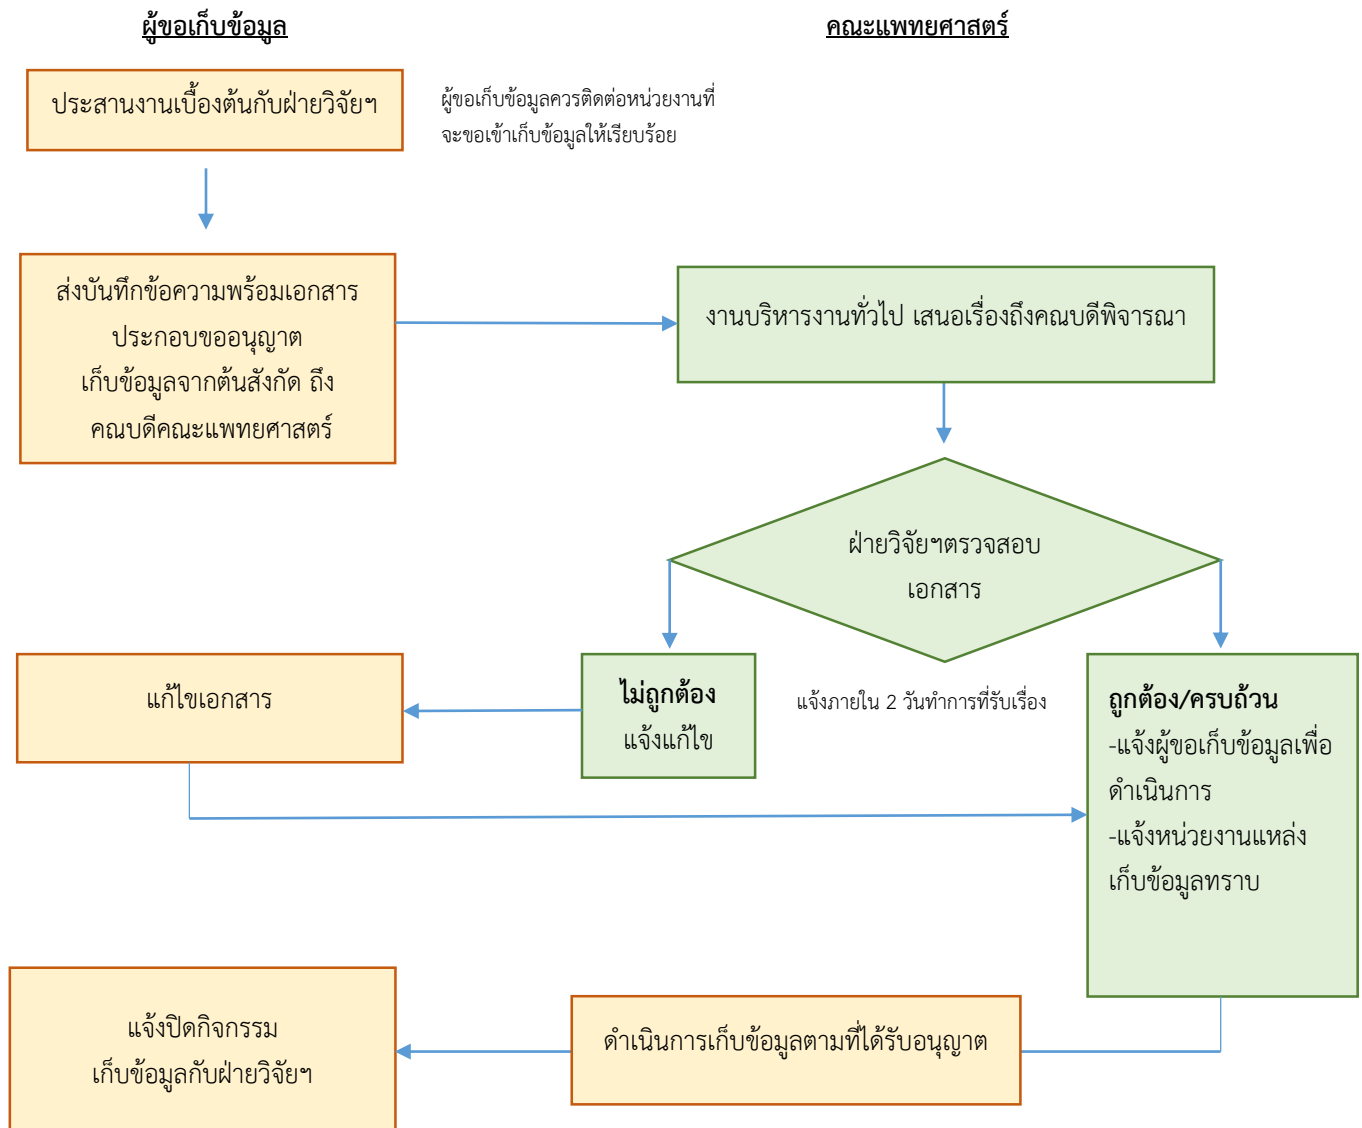 ผู้ขอเก็บข้อมูล
คณะแพทยศาสตร์
ประสานงานเบื้องต้นกับฝ่ายวิจัยฯ
ผู้ขอเก็บข้อมูลควรติดต่อหน่วยงานที่
จะขอเข้าเก็บข้อมูลให้เรียบร้อย
ส่งบันทึกข้อความพร้อมเอกสาร
ประกอบขออนุญาต
เก็บข้อมูลจากต้นสังกัด ถึง
คณบดีคณะแพทยศาสตร์
งานบริหารงานทั่วไป เสนอเรื่องถึงคณบดีพิจารณา
ฝ่ายวิจัยฯตรวจสอบ
เอกสาร
แก้ไขเอกสาร
ไม่ถูกต้อง
แจ้งแก้ไข
แจ้งภายใน 2 วันทำการที่รับเรื่อง
ถูกต้อง/ครบถ้วน
-แจ้งผู้ขอเก็บข้อมูลเพื่อ
ดำเนินการ
-แจ้งหน่วยงานแหล่ง
เก็บข้อมูลทราบ
ดำเนินการเก็บข้อมูลตามที่ได้รับอนุญาต
แจ้งปิดกิจกรรม
เก็บข้อมูลกับฝ่ายวิจัยฯ